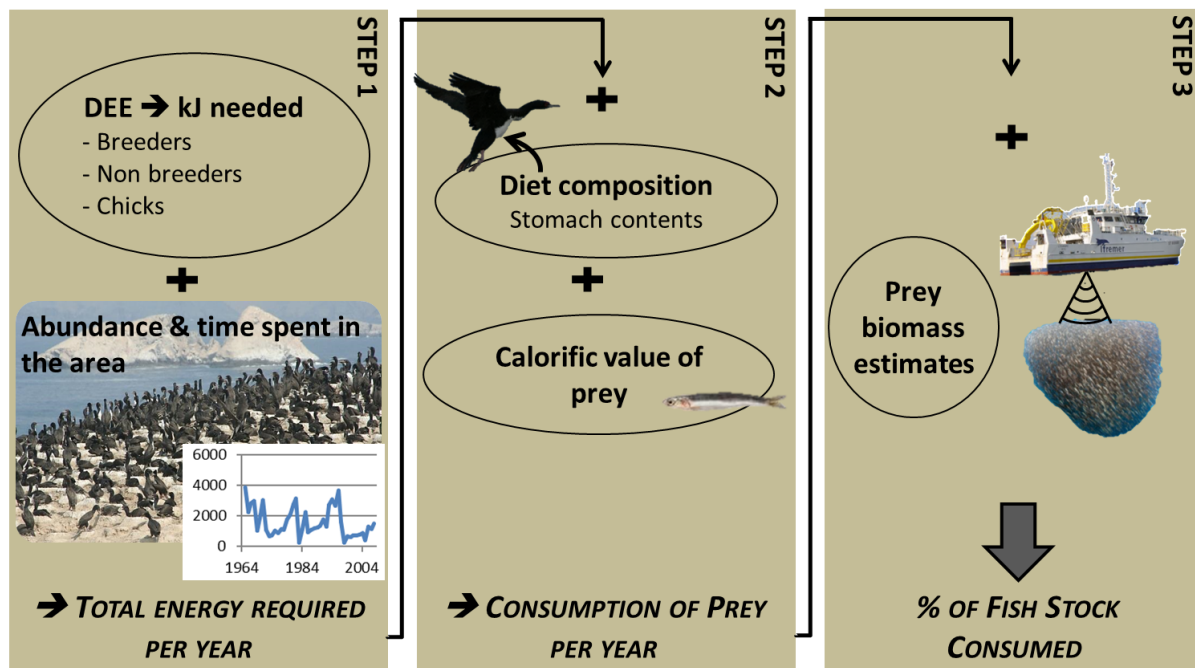 STEP 1
DEE ➔ kJ needed
- Breeders
- Non breeders
- Chicks
+
Abundance & time spent in
the area
6000
4000
2000
0
1964
1984
2004
➔ TOTAL ENERGY REQUIRED
PER YEAR
STEP 2
+
Diet composition
Stomach contents
+
Calorific value of
prey
➔ CONSUMPTION OF PREY
PER YEAR
STEP 3
+
Ifremer
Prey
biomass
estimates
% OF FISH STOCK
CONSUMED